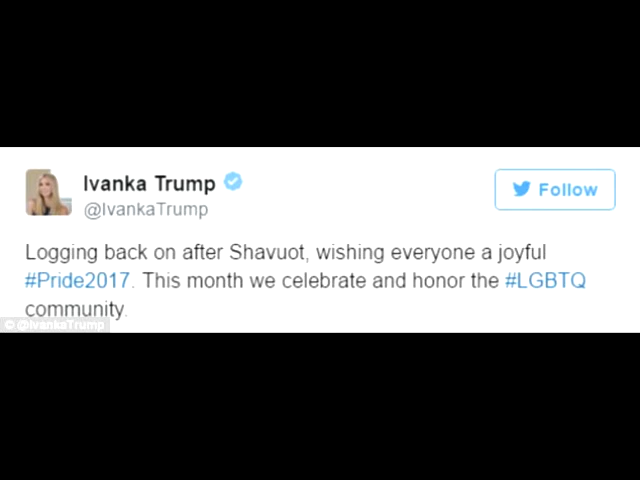 Ivanka Trump
Follow
@IvankaTrump
Logging back on after Shavuot, wishing everyone a joyful
#Pride2017. This month we celebrate and honor the #LGBTQ
community.
© @IvankaTrump